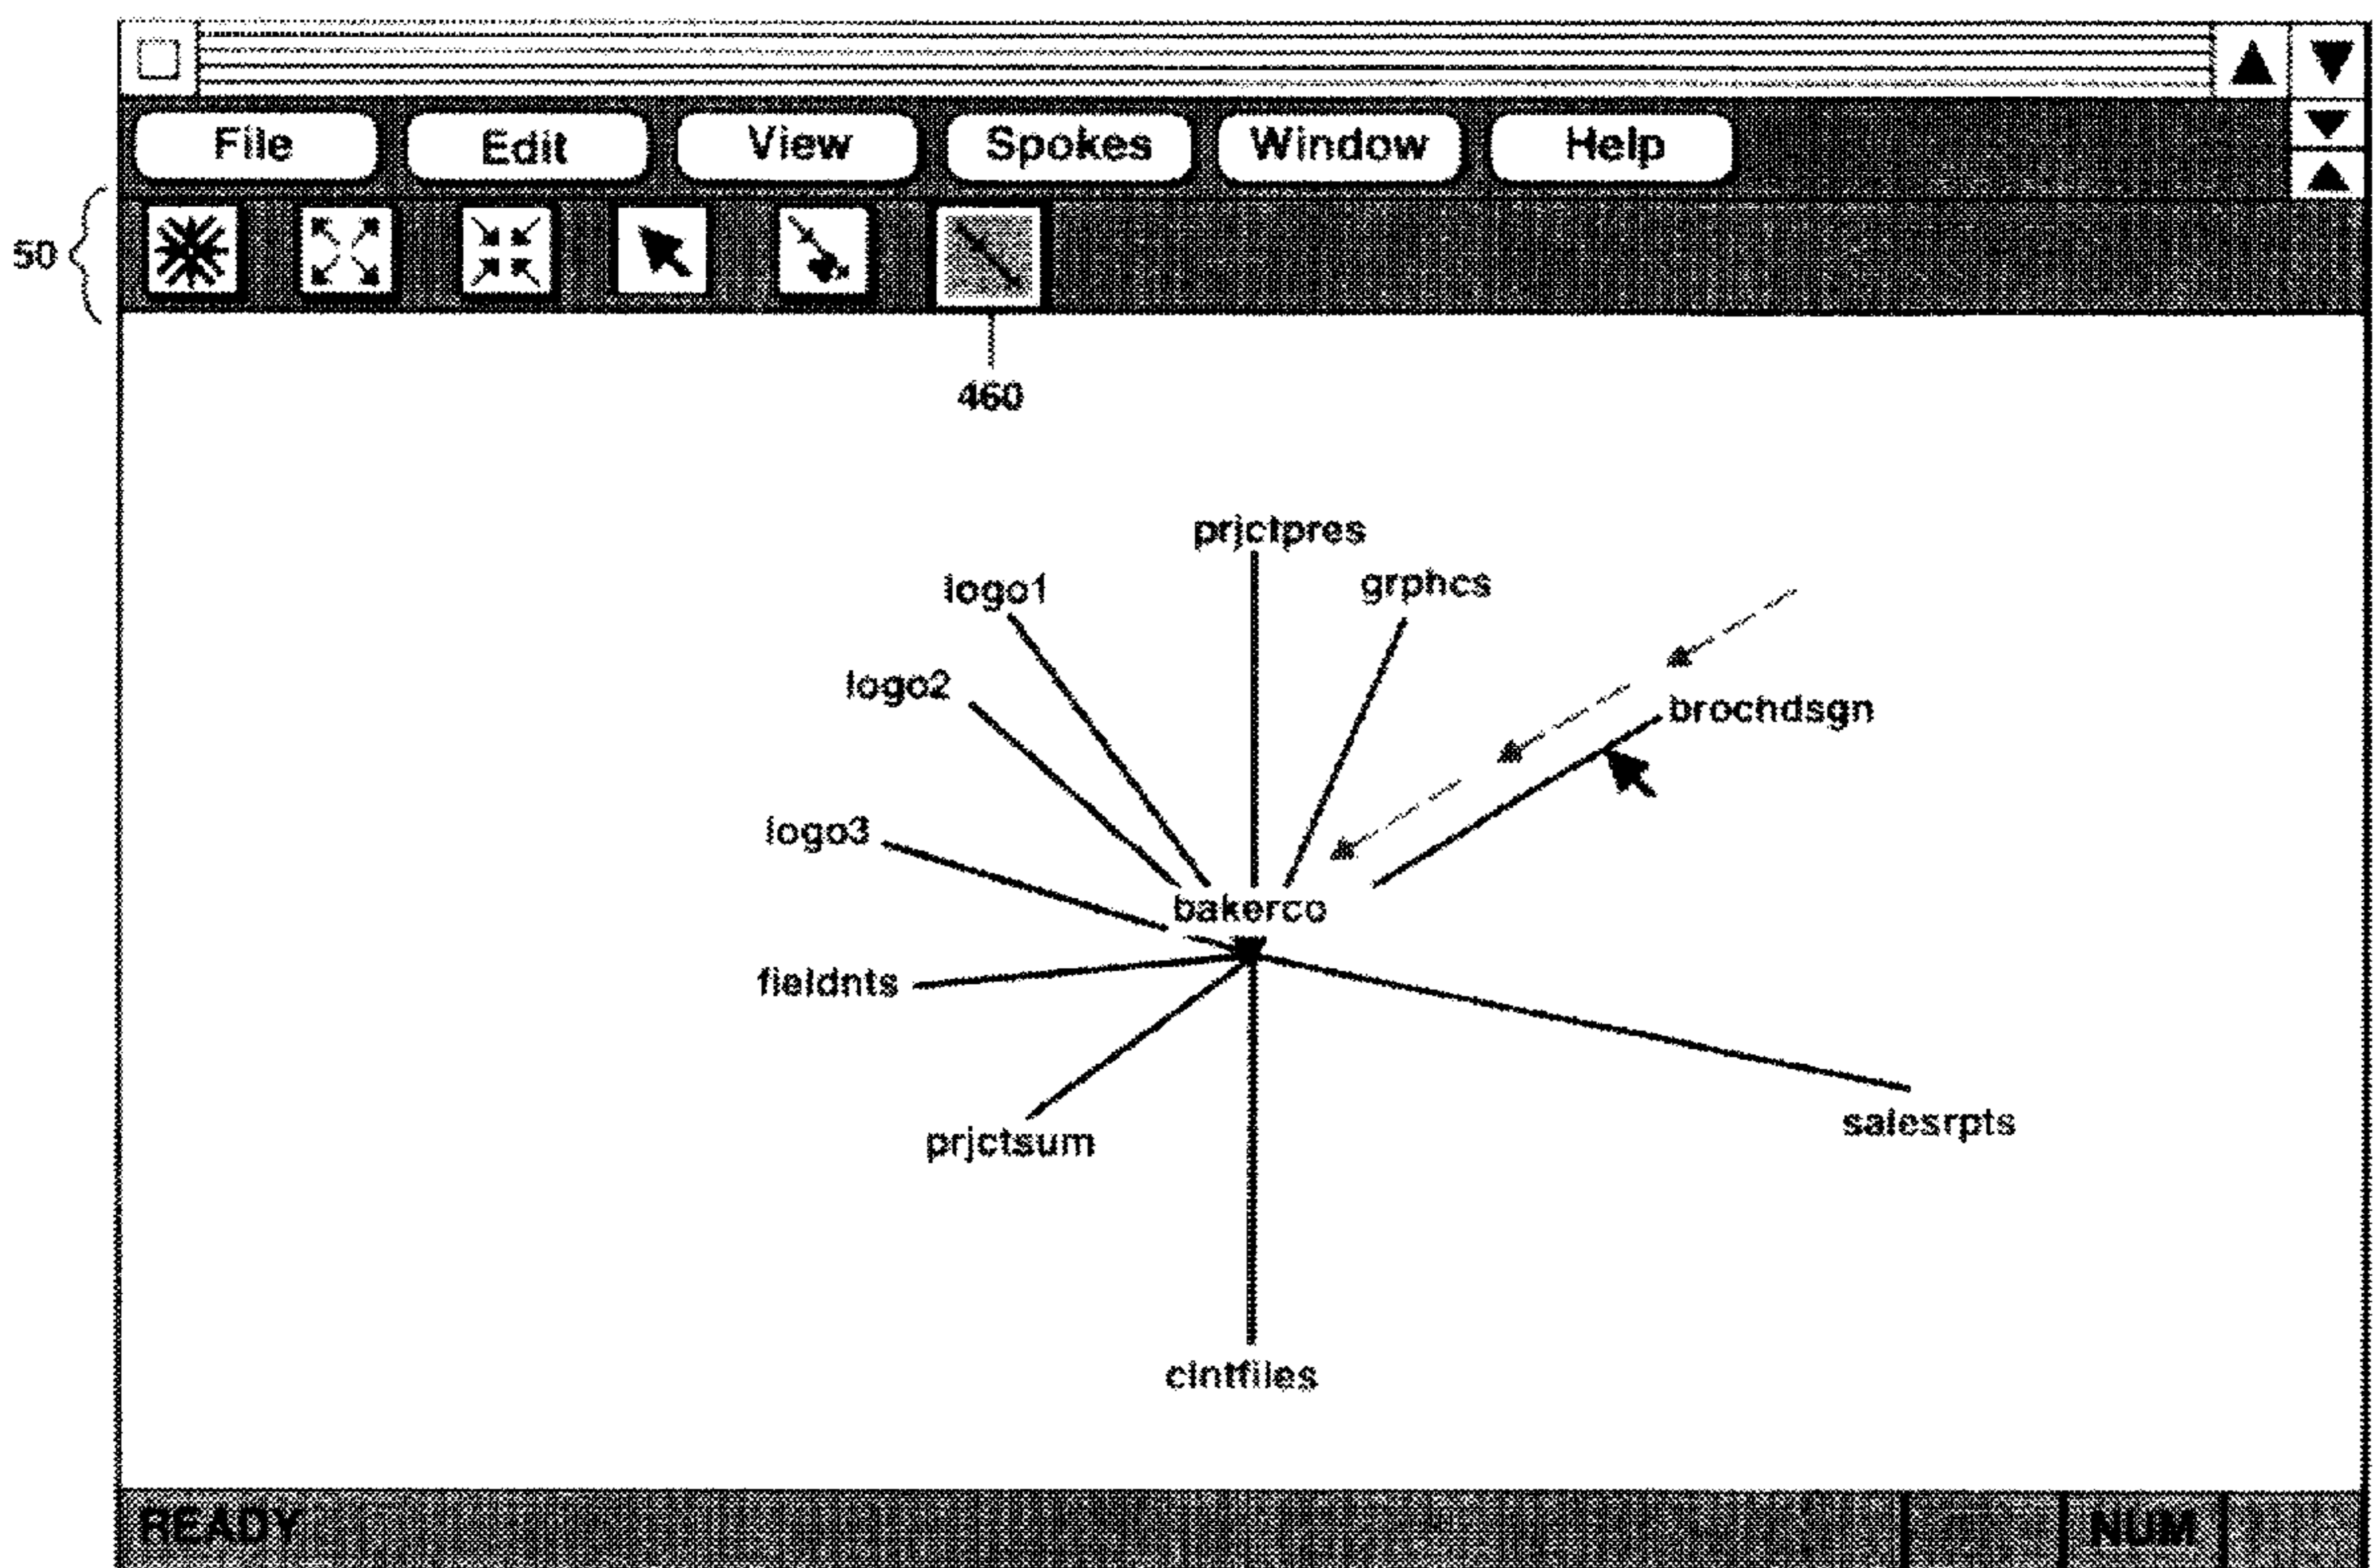 File Edit View Spokes Window Help
50
460
prjctpres
logo1
grphcs
logo2
brochdsgn
logo3
bakerco
fieldnts
salesrpts
prjctsum
clntfiles
READY NUM